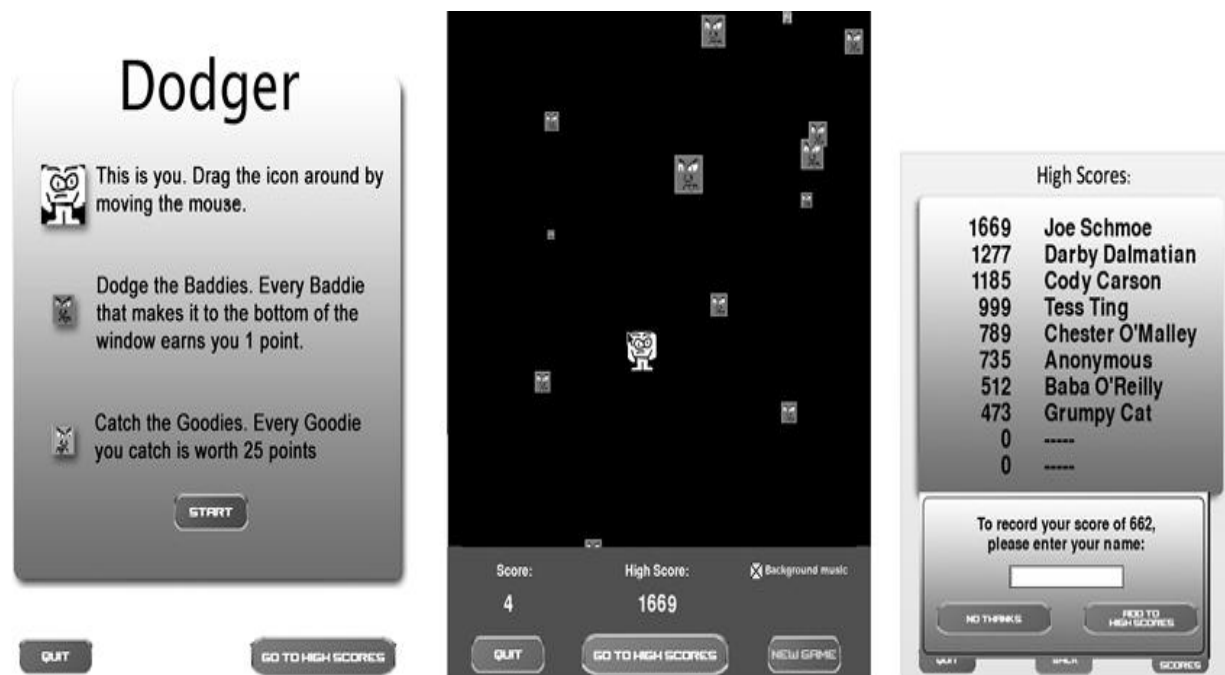 Dodger
This is you. Drag the icon around by
moving the mouse.
Dodge the Baddies. Every Baddie
that makes it to the bottom of the
window earns you 1 point.
Catch the Goodies. Every Goodie
you catch is worth 25 points
START
QUIT
GO TO HIGH SCORES
Score:
High Score:
Background music
4
1669
QUIT
GO TO HIGH SCORES
NEW GAME
High Scores:
1669 Joe Schmoe
1277 Darby Dalmatian
1185 Cody Carson
999 Tess Ting
789 Chester O'Malley
735 Anonymous
512 Baba O'Reilly
473 Grumpy Cat
0 -----
0 -----
To record your score of 662,
please enter your name:
NO THANKS
ADD TO
HIGH SCORES
QUIT
BACK
SCORES